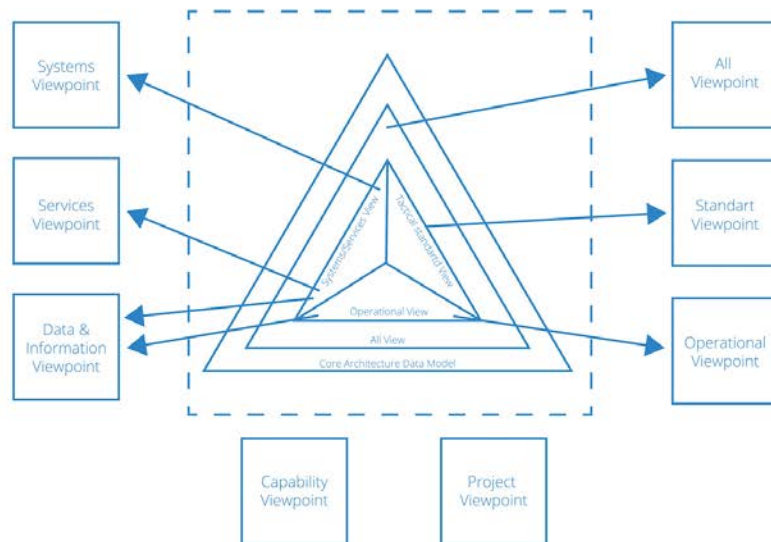 Systems
Viewpoint
All
Viewpoint
Services
Viewpoint
Standart
Viewpoint
Systems/Services View
Tactical standartd View
Operational View
All View
Core Architecture Data Model
Data &
Information
Viewpoint
Operational
Viewpoint
Capability
Viewpoint
Project
Viewpoint